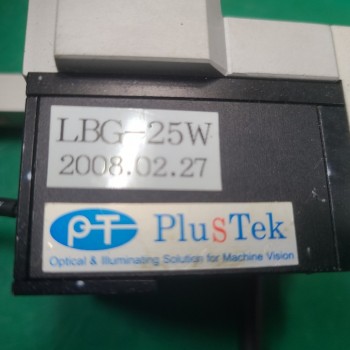 LBG-25W
2008.02.27
PT PlusTek
Optical & Illuminating Solution for Machine Vision